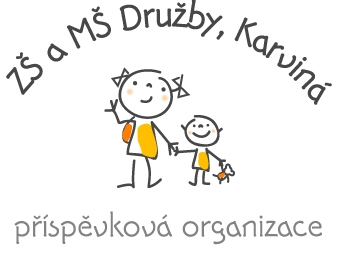 ZŠ a MŠ Družby, Karviná
příspěvková organizace